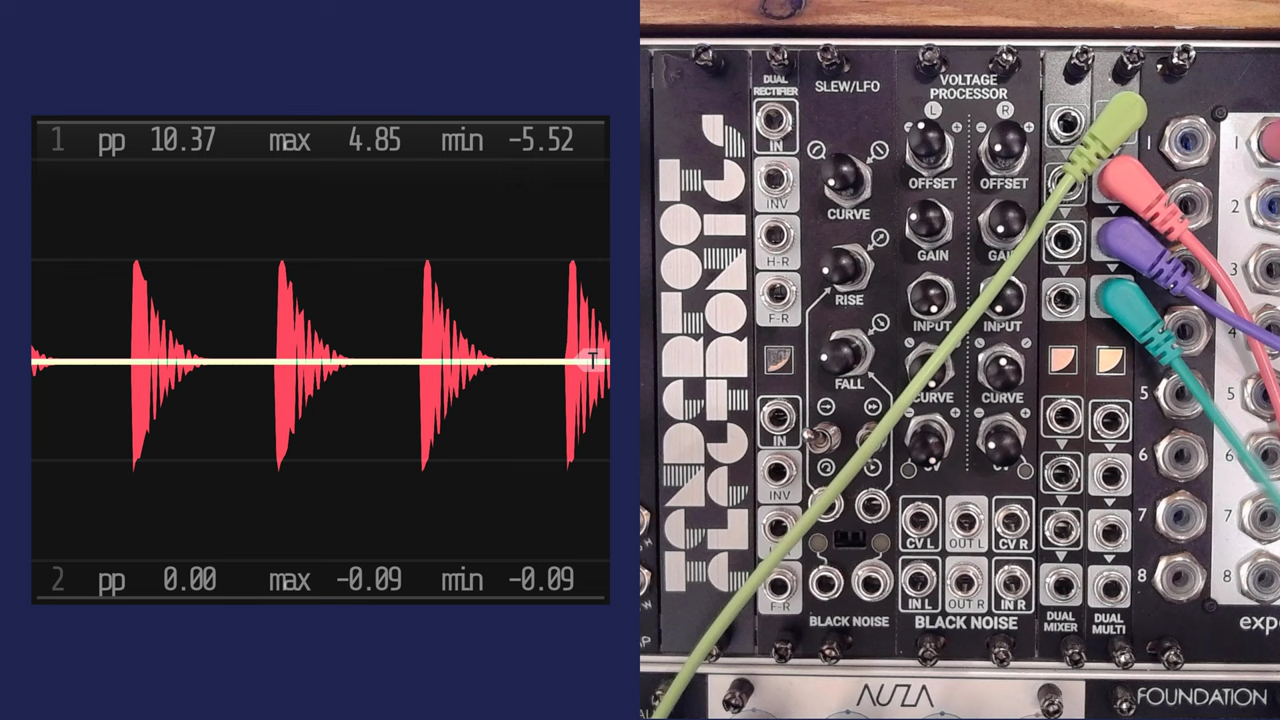 1 pp 10.37 max 4.85 min -5.52
T
2 pp 0.00 max -0.09 min -0.09
DUAL
RECTIFIER
IN
INV
H-R
F-R
IN
INV
F-R
SLEW/LFO
CURVE
RISE
FALL
BLACK NOISE
VOLTAGE
PROCESSOR
L R
OFFSET OFFSET
GAIN
INPUT INPUT
CURVE CURVE
CV L OUT L CV R
IN L OUT R IN R
BLACK NOISE
DUAL
MIXER
DUAL
MULTI
1
2
3
4
5
6
7
8
1
2
3
4
5
6
7
8
AUZA
FOUNDATION